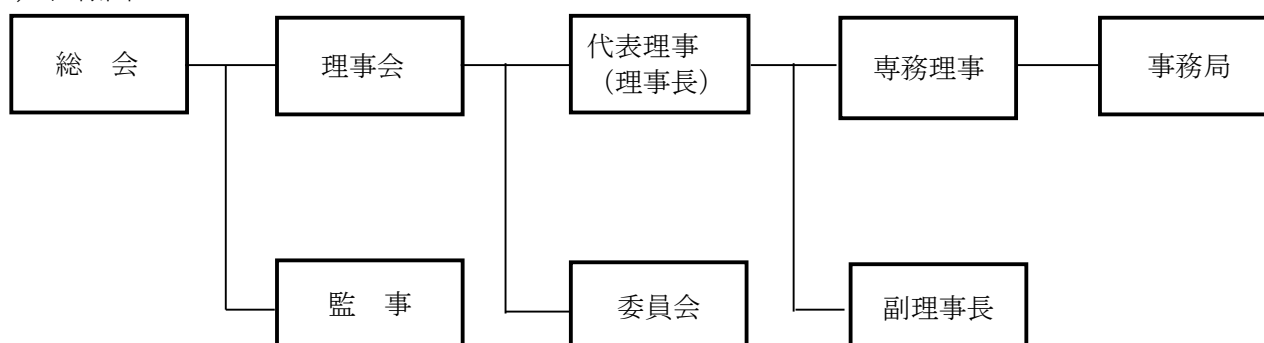 総　会
理事会
代表理事
（理事長）
専務理事
事務局
監　事
委員会
副理事長